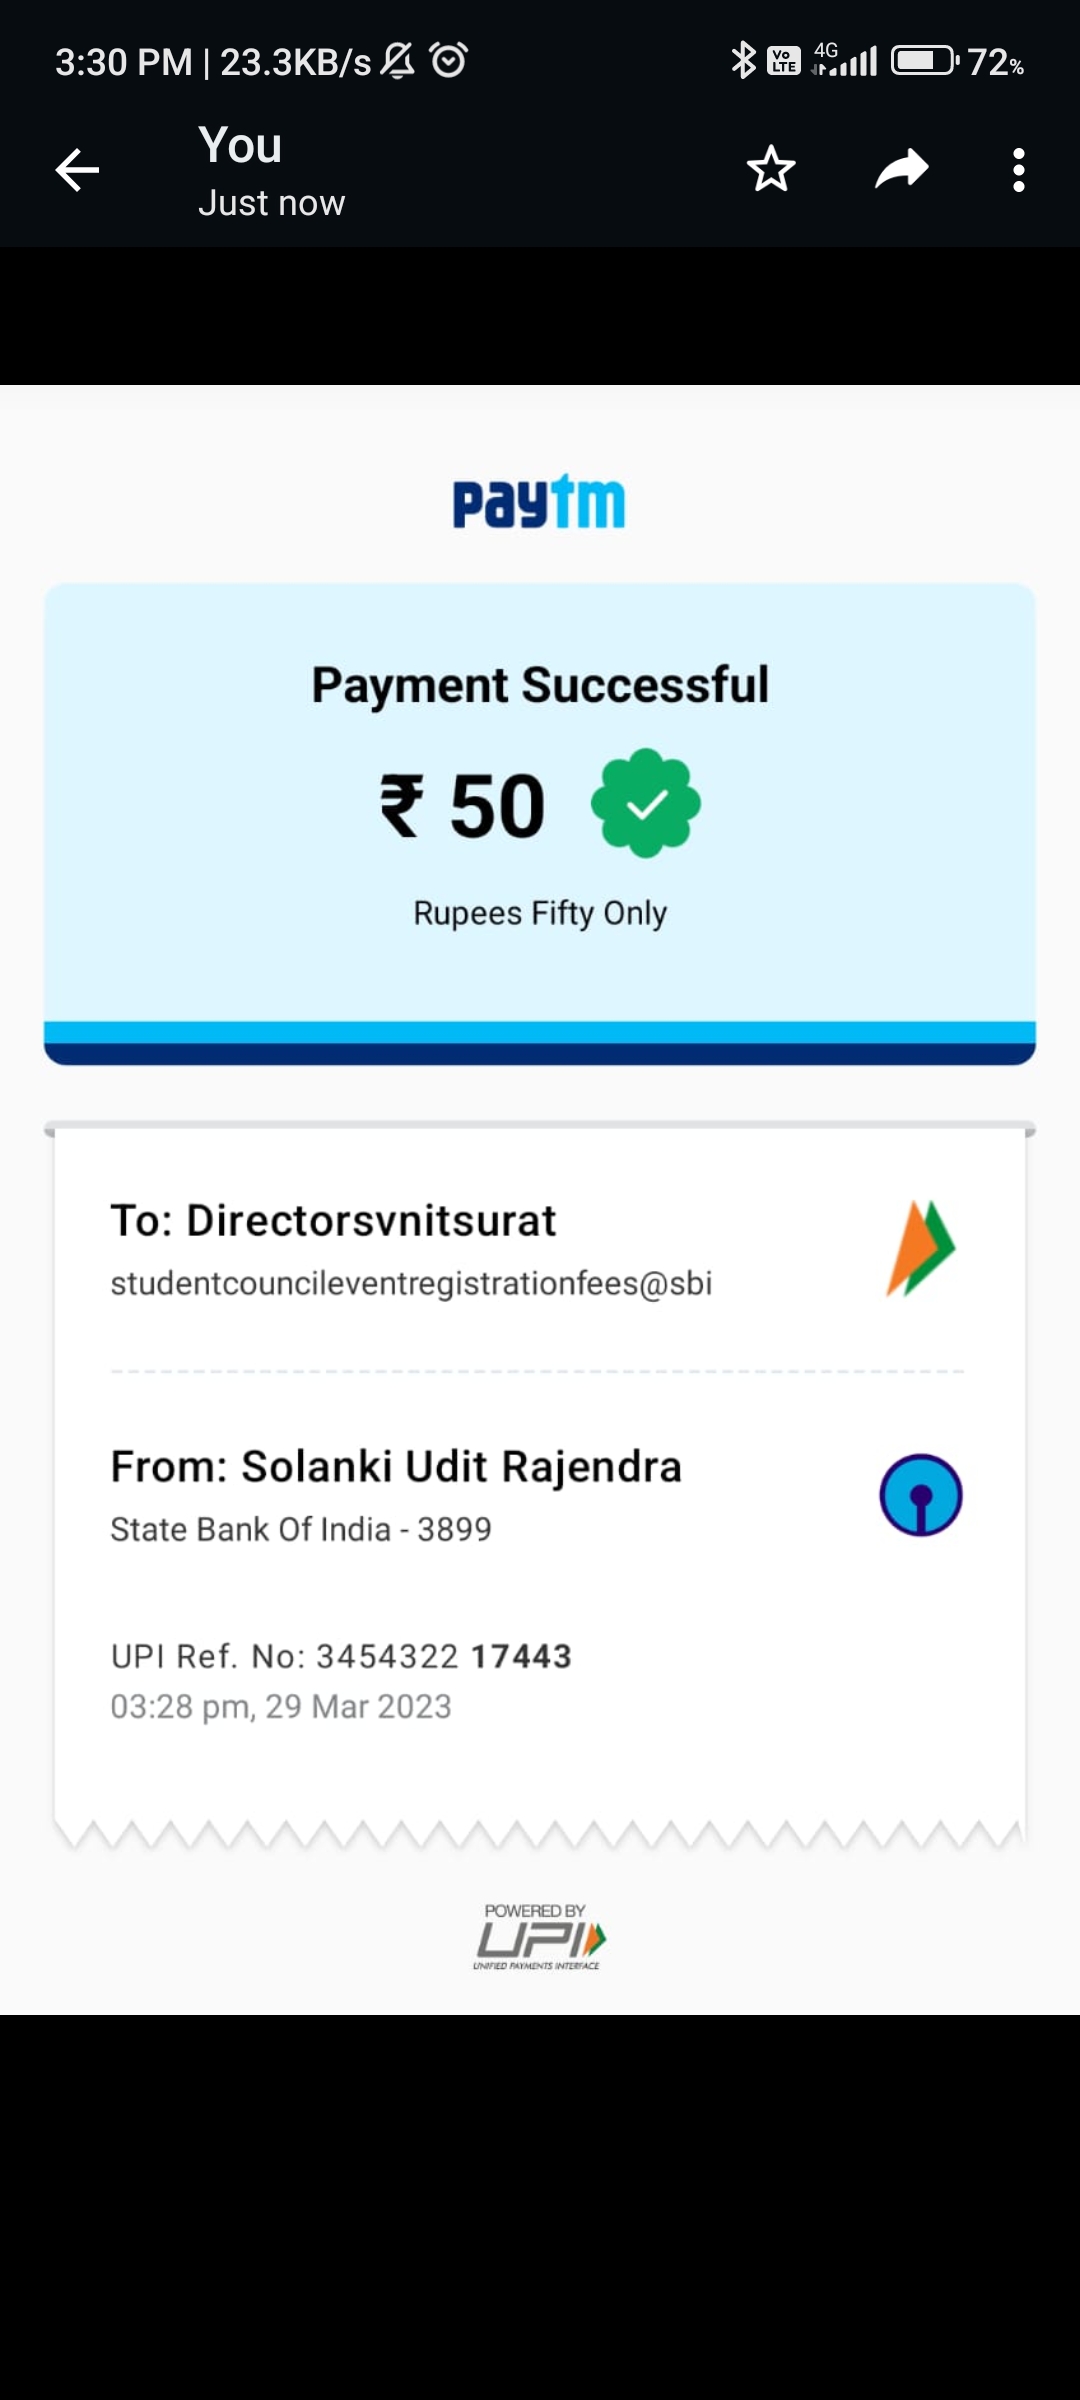 3:30 PM | 23.3KB/s Vo LTE 4G 72%
You
Just now
paytm
Payment Successful
₹ 50
Rupees Fifty Only
To: Directorsvnitsurat
studentcouncileventregistrationfees@sbi
From: Solanki Udit Rajendra
State Bank Of India - 3899
UPI Ref. No: 3454322 17443
03:28 pm, 29 Mar 2023
POWERED BY
UPI
UNIFIED PAYMENTS INTERFACE